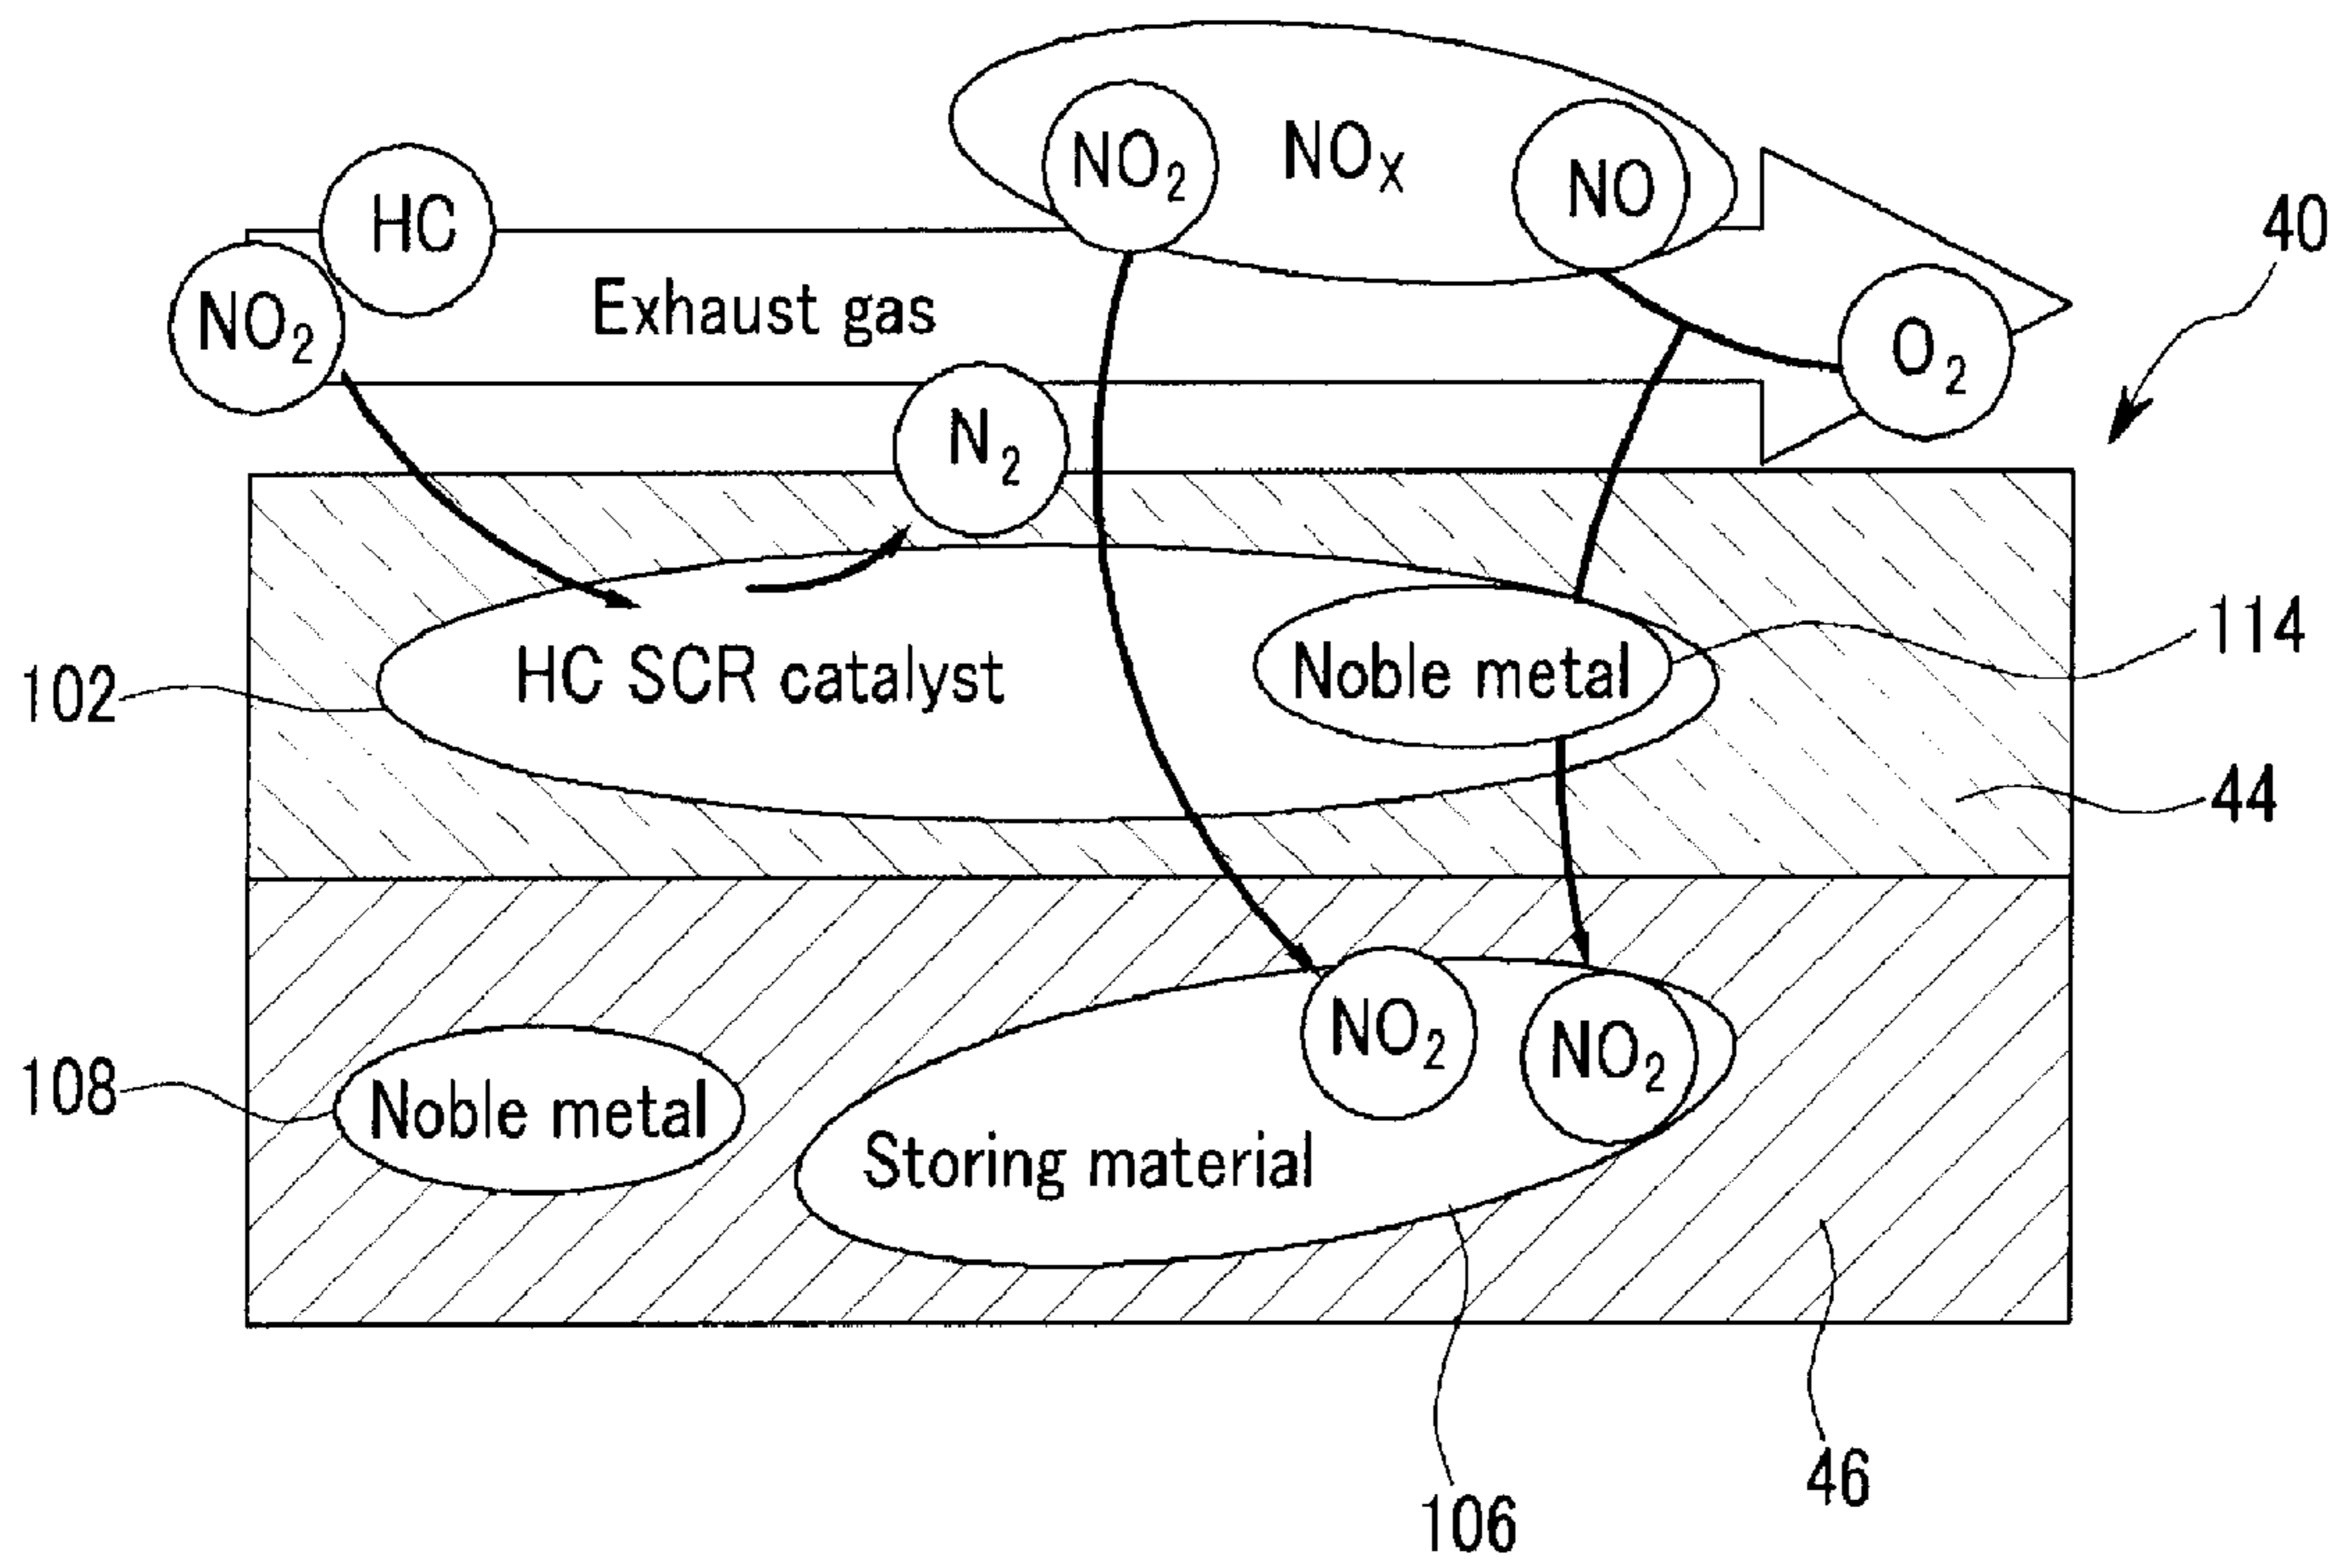 NO₂
NOₓ
NO
HC
40
NO₂
Exhaust gas
O₂
N₂
114
102
HC SCR catalyst
Noble metal
44
NO₂
NO₂
108
Noble metal
Storing material
46
106